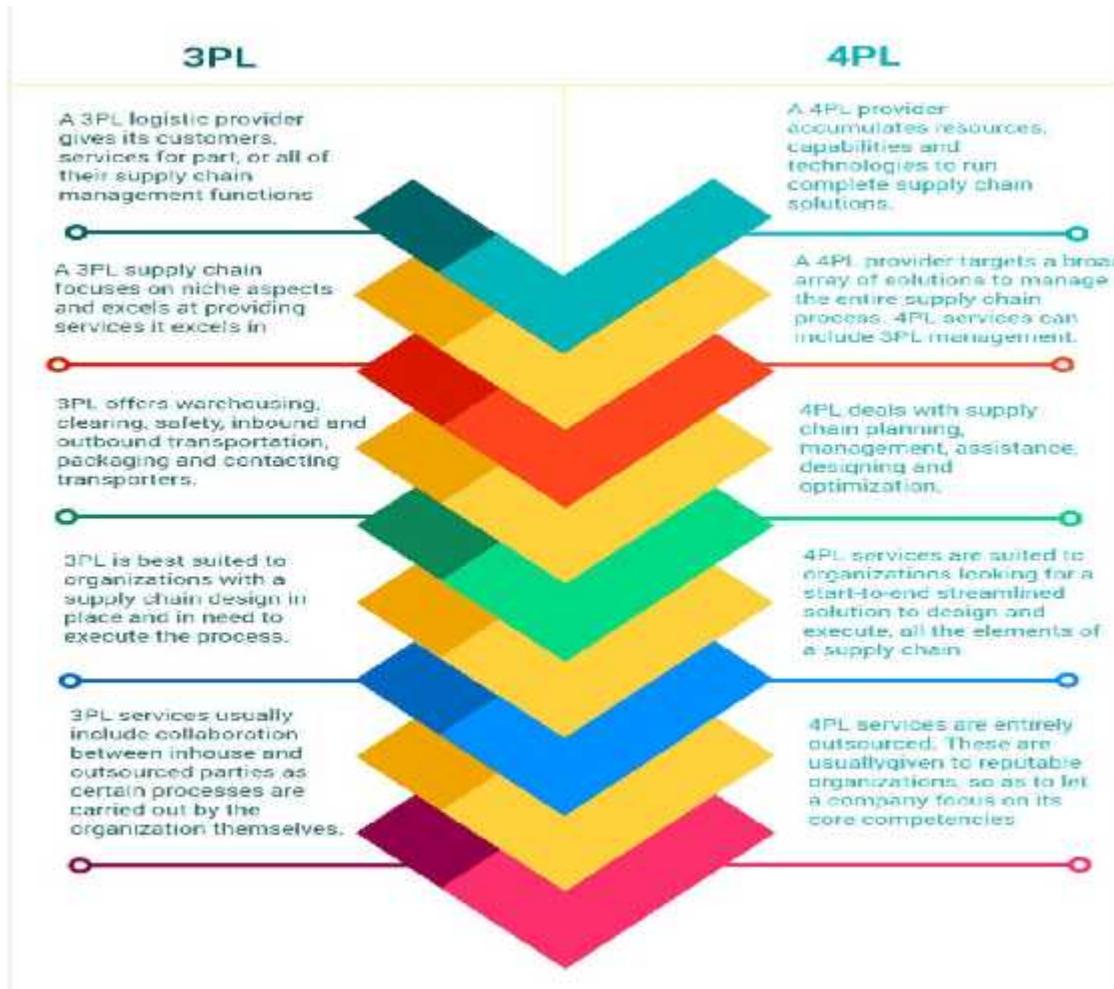 3PL
4PL
A 3PL logistic provider
gives its customers,
services for part, or all of
their supply chain
management functions
A 4PL provider
accumulates resources,
capabilities and
technologies to run
complete supply chain
solutions.
A 3PL supply chain
focuses on niche aspects
and excels at providing
services it excels in
A 4PL provider targets a broa
array of solutions to manage
the entire supply chain
process. 4PL services can
include 3PL management.
3PL offers warehousing,
clearing, safety, inbound and
outbound transportation,
packaging and contacting
transporters.
4PL deals with supply
chain planning,
management, assistance,
designing and
optimization.
3PL is best suited to
organizations with a
supply chain design in
place and in need to
execute the process.
4PL services are suited to
organizations looking for a
start-to-end streamlined
solution to design and
execute, all the elements of
a supply chain
3PL services usually
include collaboration
between inhouse and
outsourced parties as
certain processes are
carried out by the
organization themselves.
4PL services are entirely
outsourced. These are
usuallygiven to reputable
organizations, so as to let
a company focus on its
core competencies